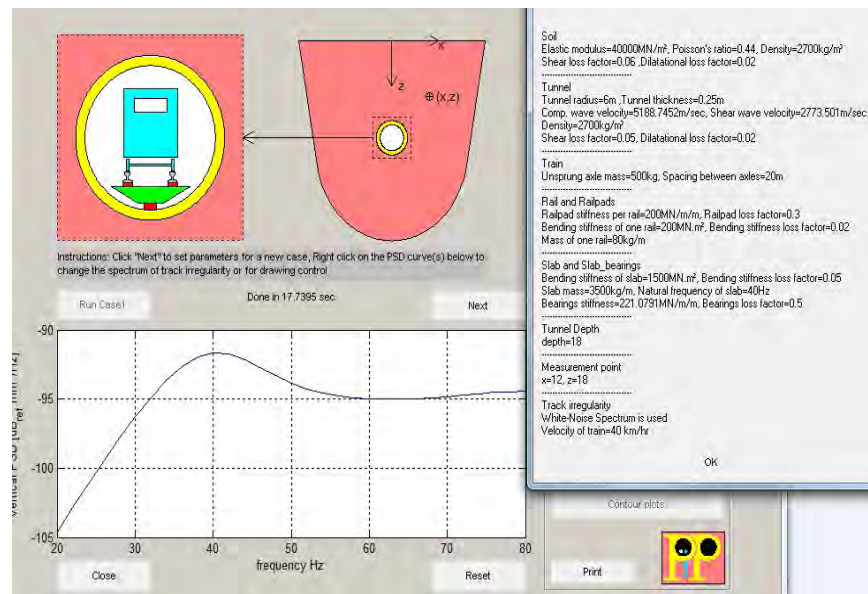 x
z
(x,z)
Instructions: Click "Next" to set parameters for a new case, Right click on the PSD curve(s) below to
change the spectrum of track irregularity or for drawing control
Run Case1
Done in 17.7395 sec.
Next
Vertical PSD
-90
-95
-100
-105
20
30
40
50
60
70
80
frequency Hz
Close
Reset
Soil
Elastic modulus=40000MN/m², Poisson's ratio=0.44, Density=2700kg/m³
Shear loss factor=0.06 ,Dilatational loss factor=0.02
-------------------------------
Tunnel
Tunnel radius=6m ,Tunnel thickness=0.25m
Comp. wave velocity=5188.7452m/sec, Shear wave velocity=2773.501m/sec,
Density=2700kg/m³
Shear loss factor=0.05, Dilatational loss factor=0.02
-------------------------------
Train
Unsprung axle mass=500kg, Spacing between axles=20m
-------------------------------
Rail and Railpads
Railpad stiffness per rail=200MN/m/m, Railpad loss factor=0.3
Bending stiffness of one rail=200MN.m², Bending stiffness loss factor=0.02
Mass of one rail=80kg/m
-------------------------------
Slab and Slab_bearings
Bending stiffness of slab=1500MN.m², Bending stiffness loss factor=0.05
Slab mass=3500kg/m, Natural frequency of slab=40Hz
Bearings stiffness=221.0791MN/m/m, Bearings loss factor=0.5
-------------------------------
Tunnel Depth
depth=18
-------------------------------
Measurement point
x=12, z=18
-------------------------------
Track irregularity
White-Noise Spectrum is used
Velocity of train=40 km/hr
OK
Contour plots
Print